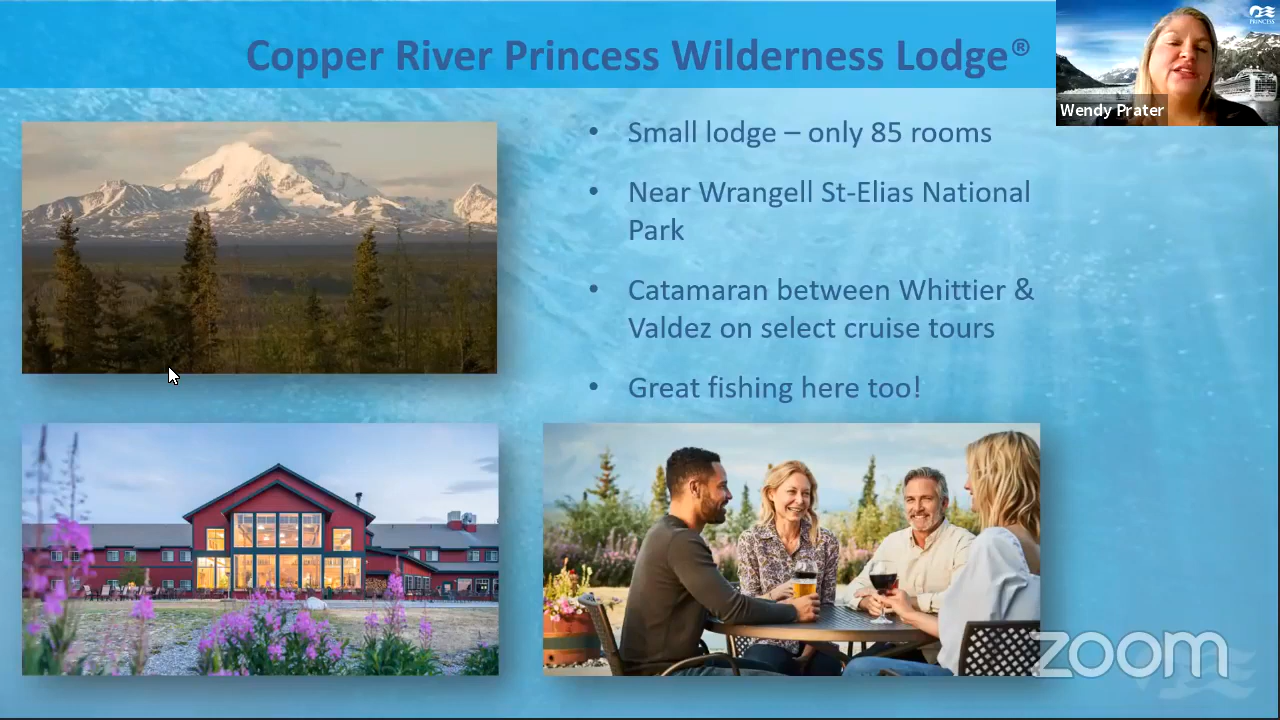 Copper River Princess Wilderness Lodge®
PRINCESS
Wendy Prater
• Small lodge – only 85 rooms
• Near Wrangell St-Elias National
Park
• Catamaran between Whittier &
Valdez on select cruise tours
• Great fishing here too!
zoom